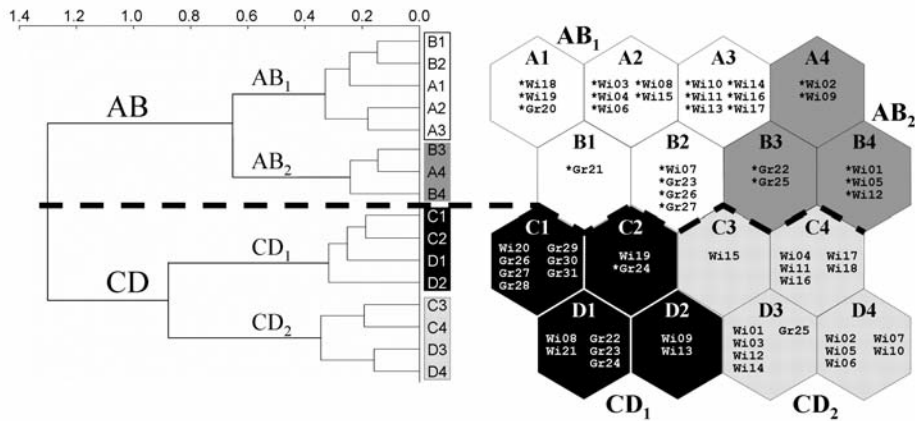 1.4 1.2 1.0 0.8 0.6 0.4 0.2 0.0
B1
B2
A1
A2
A3
B3
A4
B4
C1
C2
D1
D2
C3
C4
D3
D4
AB
AB₁
AB₂
CD
CD₁
CD₂
AB₁
A1
*Wi18
*Wi19
*Gr20
A2
*Wi03 *Wi08
*Wi04 *Wi15
*Wi06
A3
*Wi10 *Wi14
*Wi11 *Wi16
*Wi13 *Wi17
A4
*Wi02
*Wi09
AB₂
B1
*Gr21
B2
*Wi07
*Gr23
*Gr26
*Gr27
B3
*Gr22
*Gr25
B4
*Wi01
*Wi05
*Wi12
C1
Wi20 Gr29
Gr26 Gr30
Gr27 Gr31
Gr28
C2
Wi19
*Gr24
C3
Wi15
C4
Wi04 Wi17
Wi11 Wi18
Wi16
D1
Wi08 Gr22
Wi21 Gr23
Gr24
D2
Wi09
Wi13
D3
Wi01 Gr25
Wi03
Wi12
Wi14
D4
Wi02 Wi07
Wi05 Wi10
Wi06
CD₁
CD₂